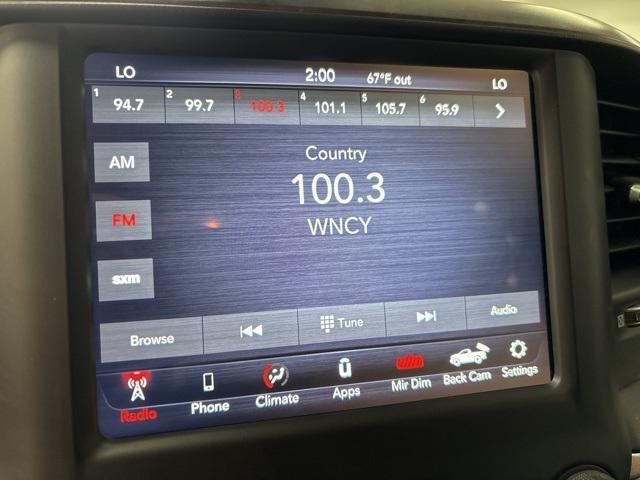 LO 2:00 67°F out LO
1 94.7 2 99.7 3 100.3 4 101.1 5 105.7 6 95.9
AM
Country
100.3
FM
WNCY
sxm
Browse Tune Audio
Radio Phone Climate Apps Mir Dim Back Cam Settings